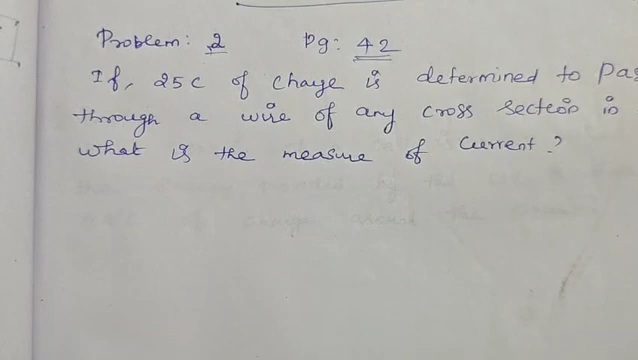 Problem: 2 Pg: 42
If, 25C of charge is determined to Pas
through a wire of any cross section in
what is the measure of current?